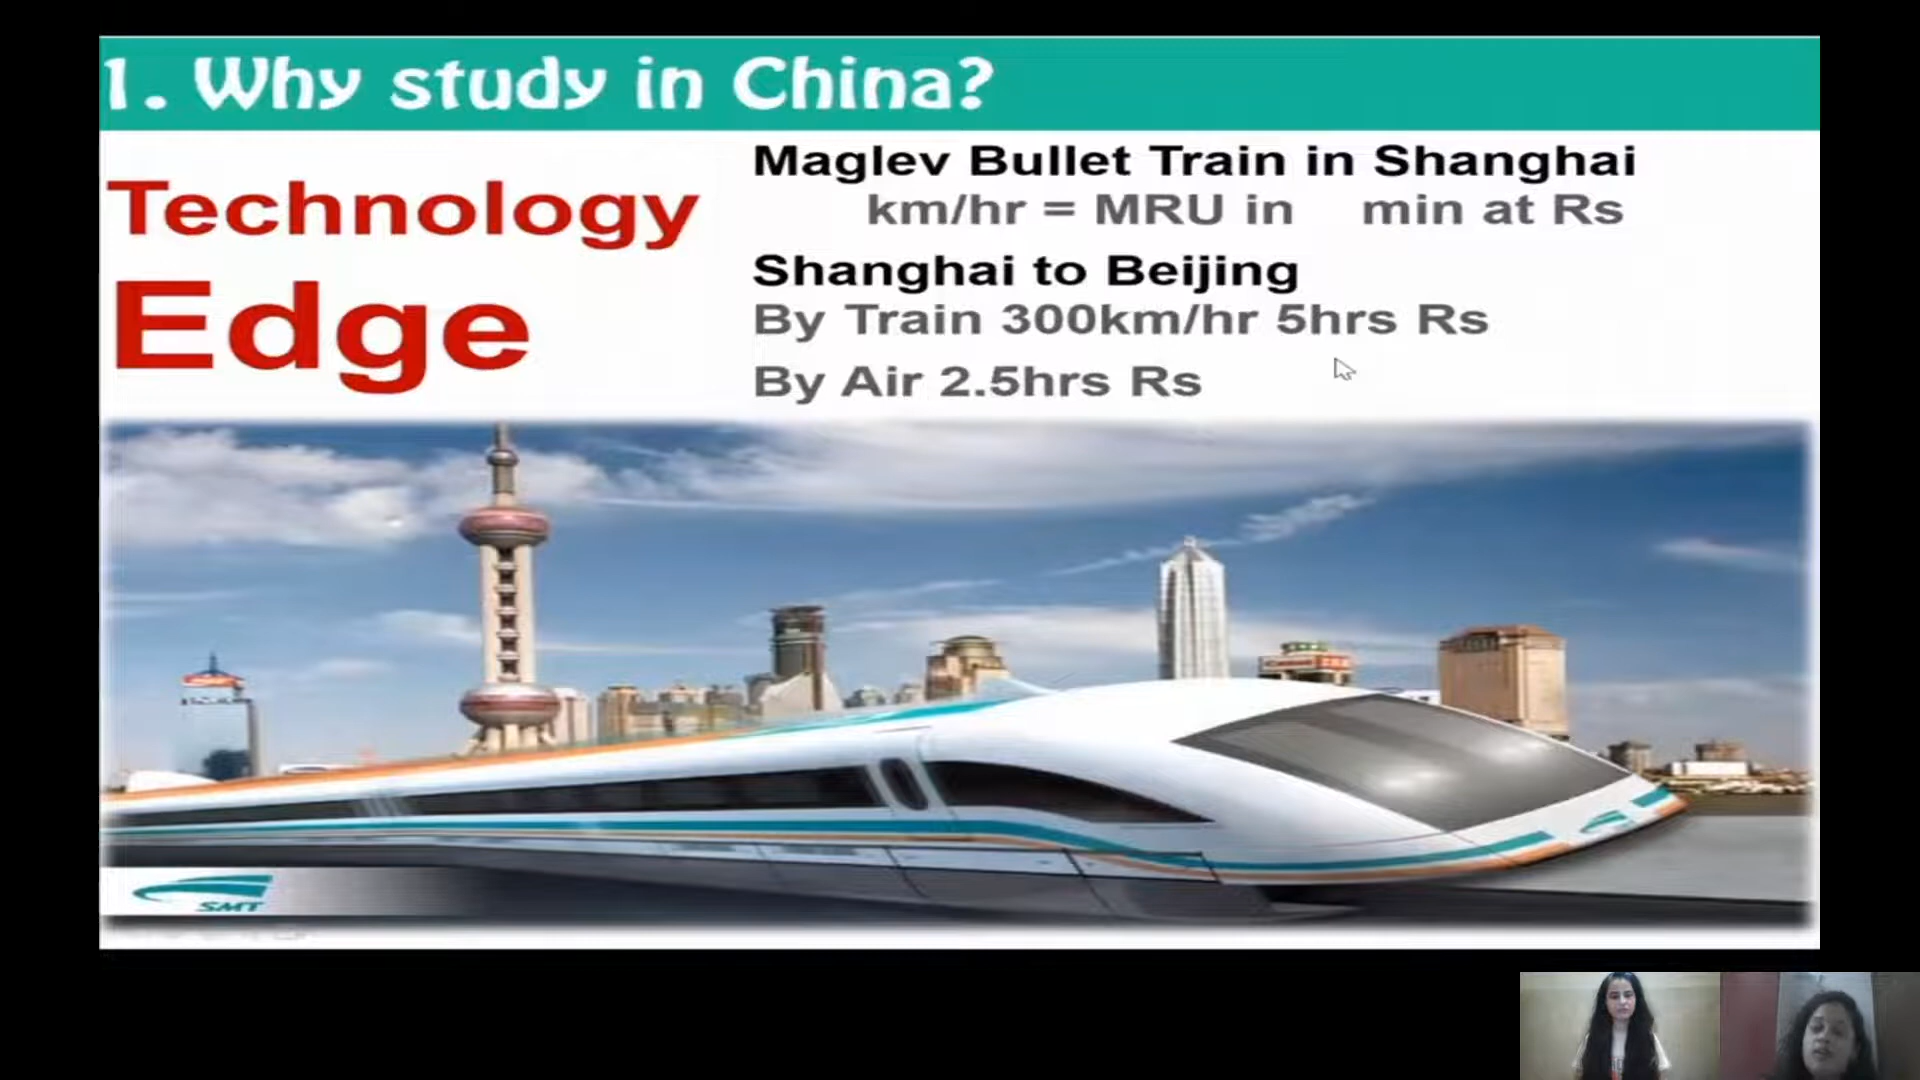 1. Why study in China?
Technology
Edge
Maglev Bullet Train in Shanghai
km/hr = MRU in min at Rs
Shanghai to Beijing
By Train 300km/hr 5hrs Rs
By Air 2.5hrs Rs
SMT